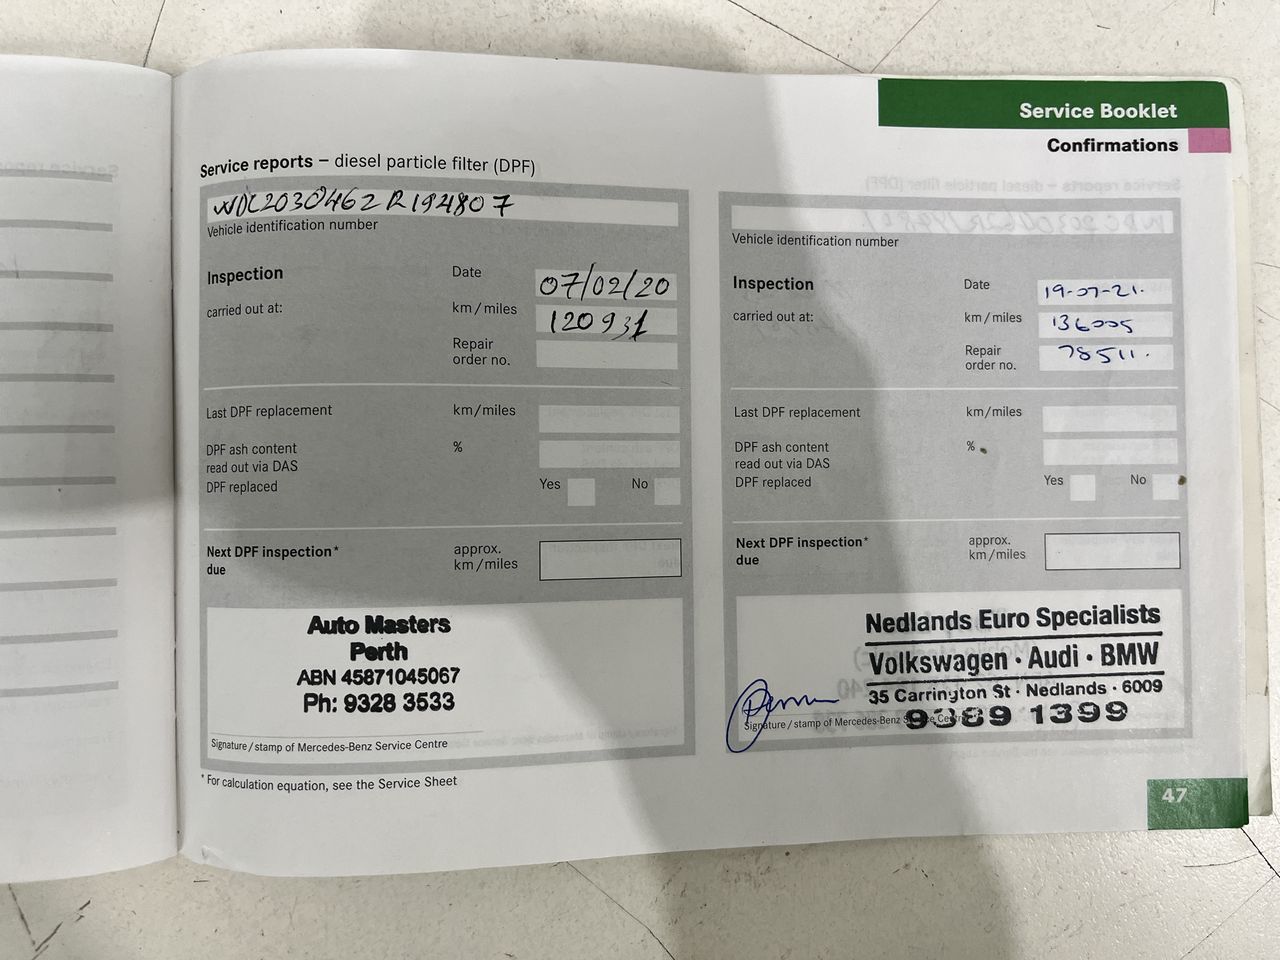 Service Booklet
Confirmations
Service reports – diesel particle filter (DPF)
WDC2030462R194807
Vehicle identification number
Inspection
carried out at:
Date
07/02/20
km/miles
120931
Repair
order no.
Last DPF replacement
km/miles
DPF ash content
read out via DAS
%
DPF replaced
Yes
No
Next DPF inspection*
due
approx.
km/miles
Auto Masters
Perth
ABN 45871045067
Ph: 9328 3533
Signature/stamp of Mercedes-Benz Service Centre
* For calculation equation, see the Service Sheet
Vehicle identification number
Inspection
carried out at:
Date
19-07-21.
km/miles
136005
Repair
order no.
78511.
Last DPF replacement
km/miles
DPF ash content
read out via DAS
%
DPF replaced
Yes
No
Next DPF inspection*
due
approx.
km/miles
Nedlands Euro Specialists
Volkswagen · Audi · BMW
35 Carrington St · Nedlands · 6009
9389 1399
Signature/stamp of Mercedes-Benz Service Centre
47